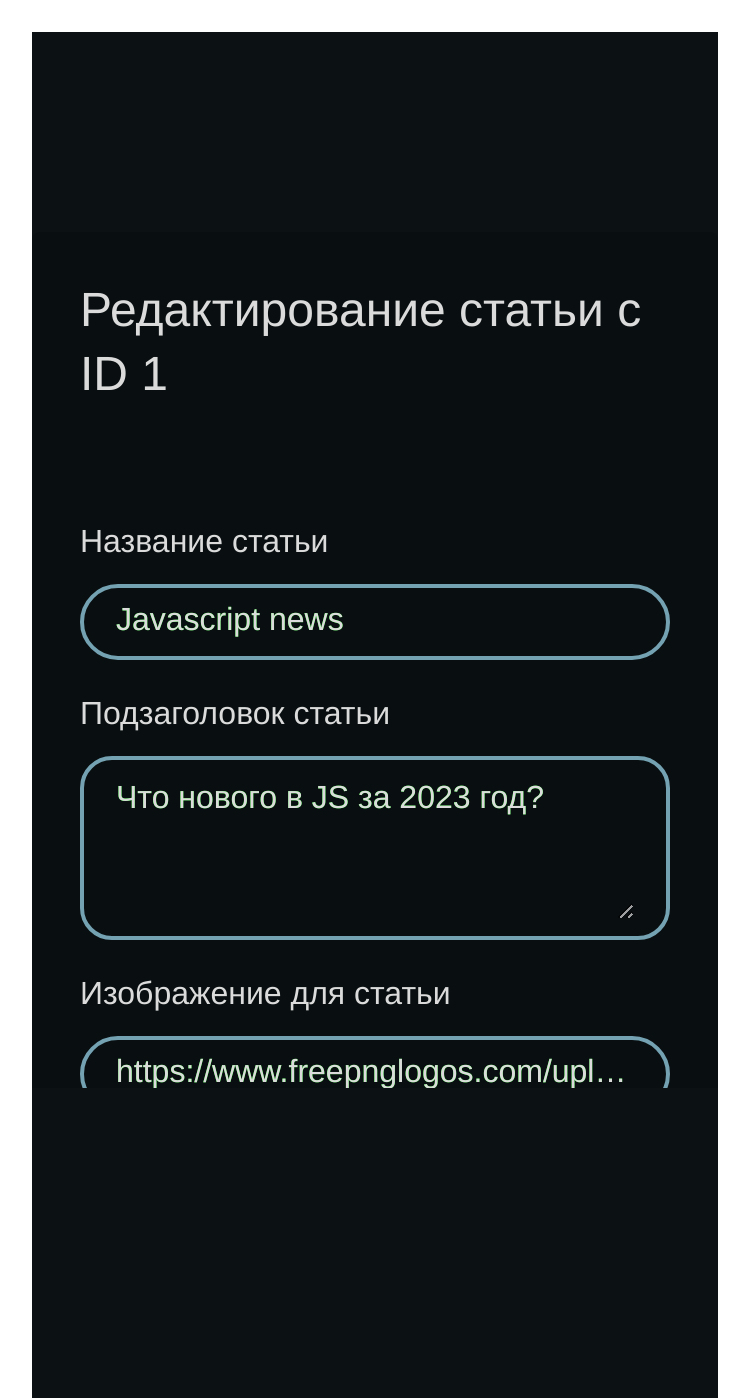 Редактирование статьи с
ID 1
Название статьи
Javascript news
Подзаголовок статьи
Что нового в JS за 2023 год?
Изображение для статьи
https://www.freepnglogos.com/upl…